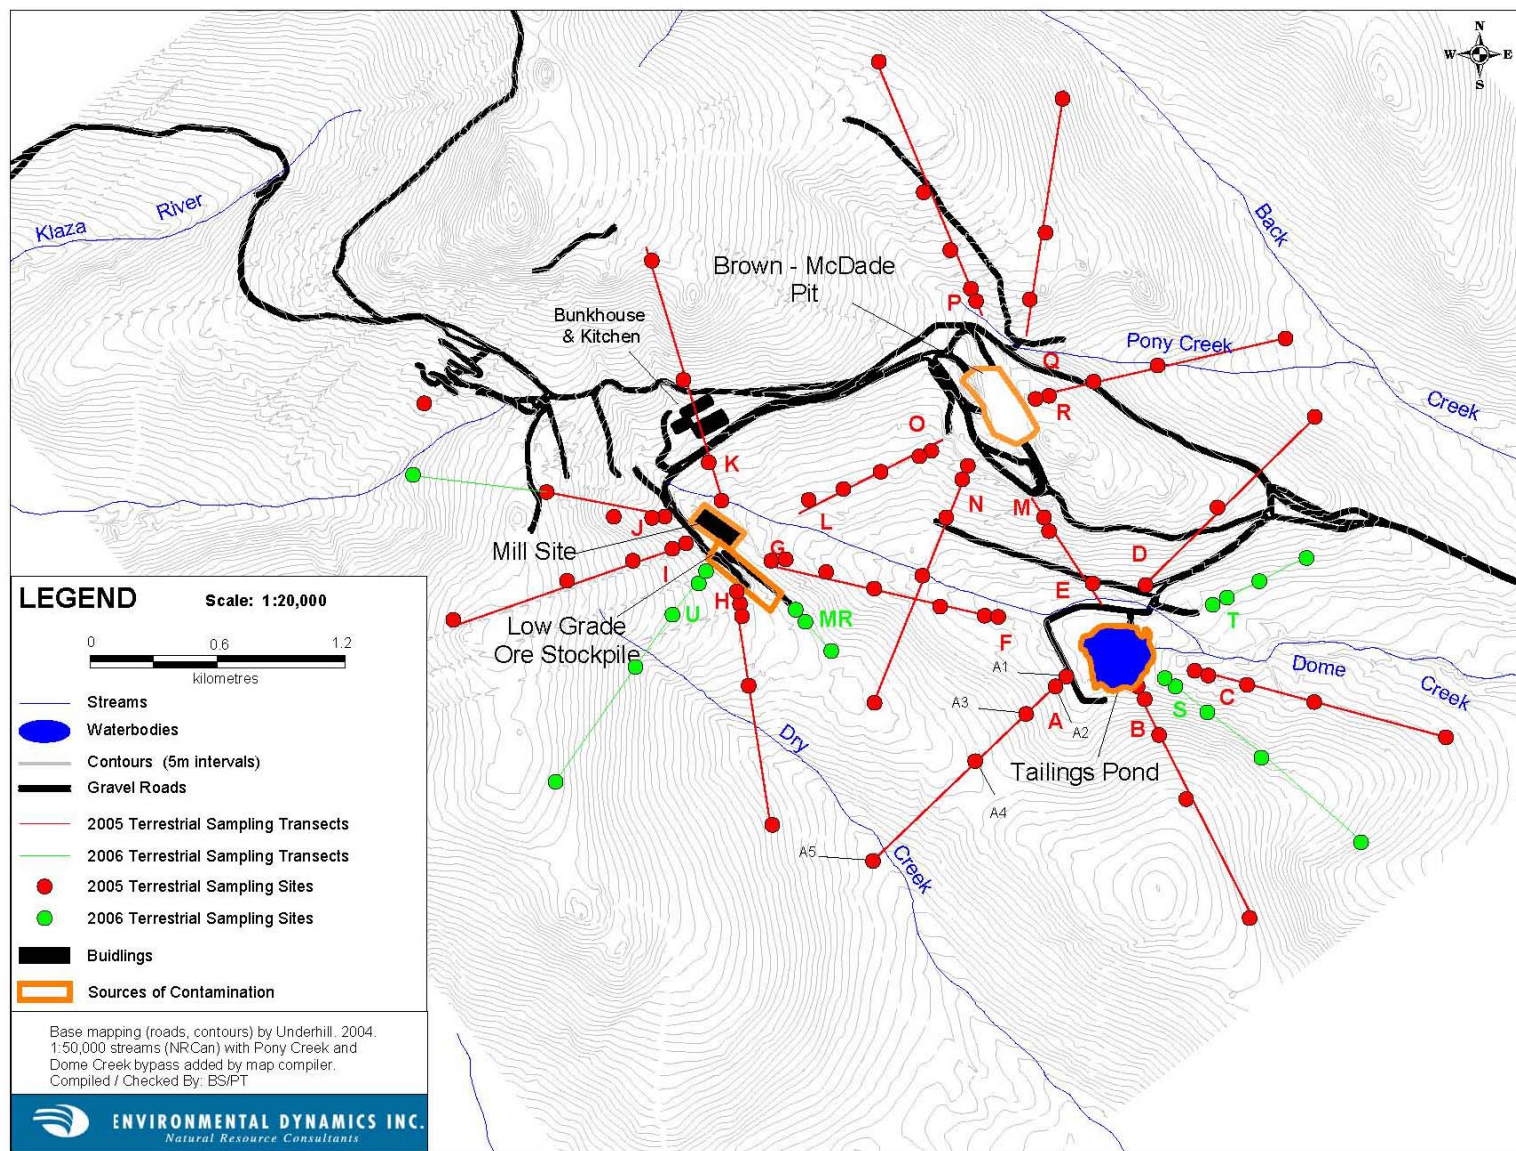 N
W E
S
Back
Klaza River
Brown - McDade
Pit
P
Bunkhouse
& Kitchen
Pony Creek
Q
R
Creek
O
K
N
L
M
J
Mill Site
G
D
I
E
H
U
MR
T
Low Grade
Ore Stockpile
F
A1
Dome
Creek
A3
A
A2
B
S
C
Dry
Tailings Pond
A4
A5
Creek
LEGEND Scale: 1:20,000
0 0.6 1.2
kilometres
Streams
Waterbodies
Contours (5m intervals)
Gravel Roads
2005 Terrestrial Sampling Transects
2006 Terrestrial Sampling Transects
2005 Terrestrial Sampling Sites
2006 Terrestrial Sampling Sites
Buidlings
Sources of Contamination
Base mapping (roads, contours) by Underhill. 2004.
1:50,000 streams (NRCan) with Pony Creek and
Dome Creek bypass added by map compiler.
Compiled / Checked By: BS/PT
ENVIRONMENTAL DYNAMICS INC.
Natural Resource Consultants